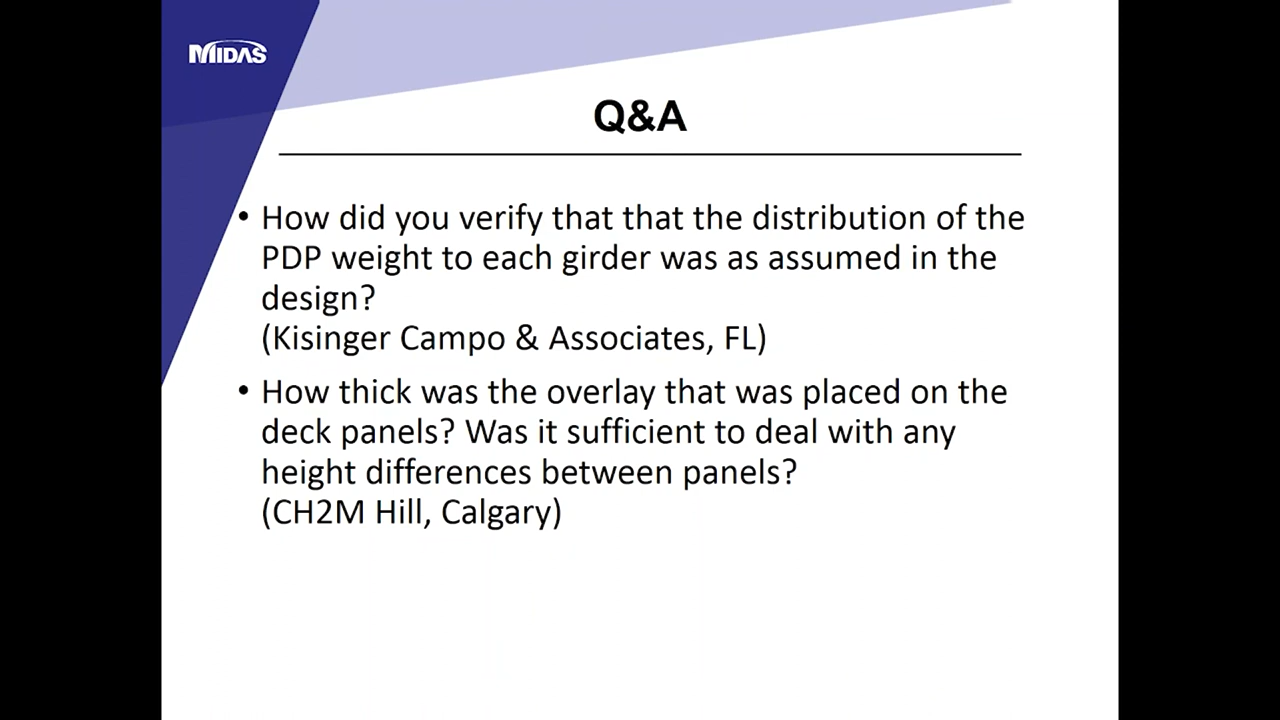 MIDAS
Q&A
• How did you verify that that the distribution of the
PDP weight to each girder was as assumed in the
design?
(Kisinger Campo & Associates, FL)
• How thick was the overlay that was placed on the
deck panels? Was it sufficient to deal with any
height differences between panels?
(CH2M Hill, Calgary)